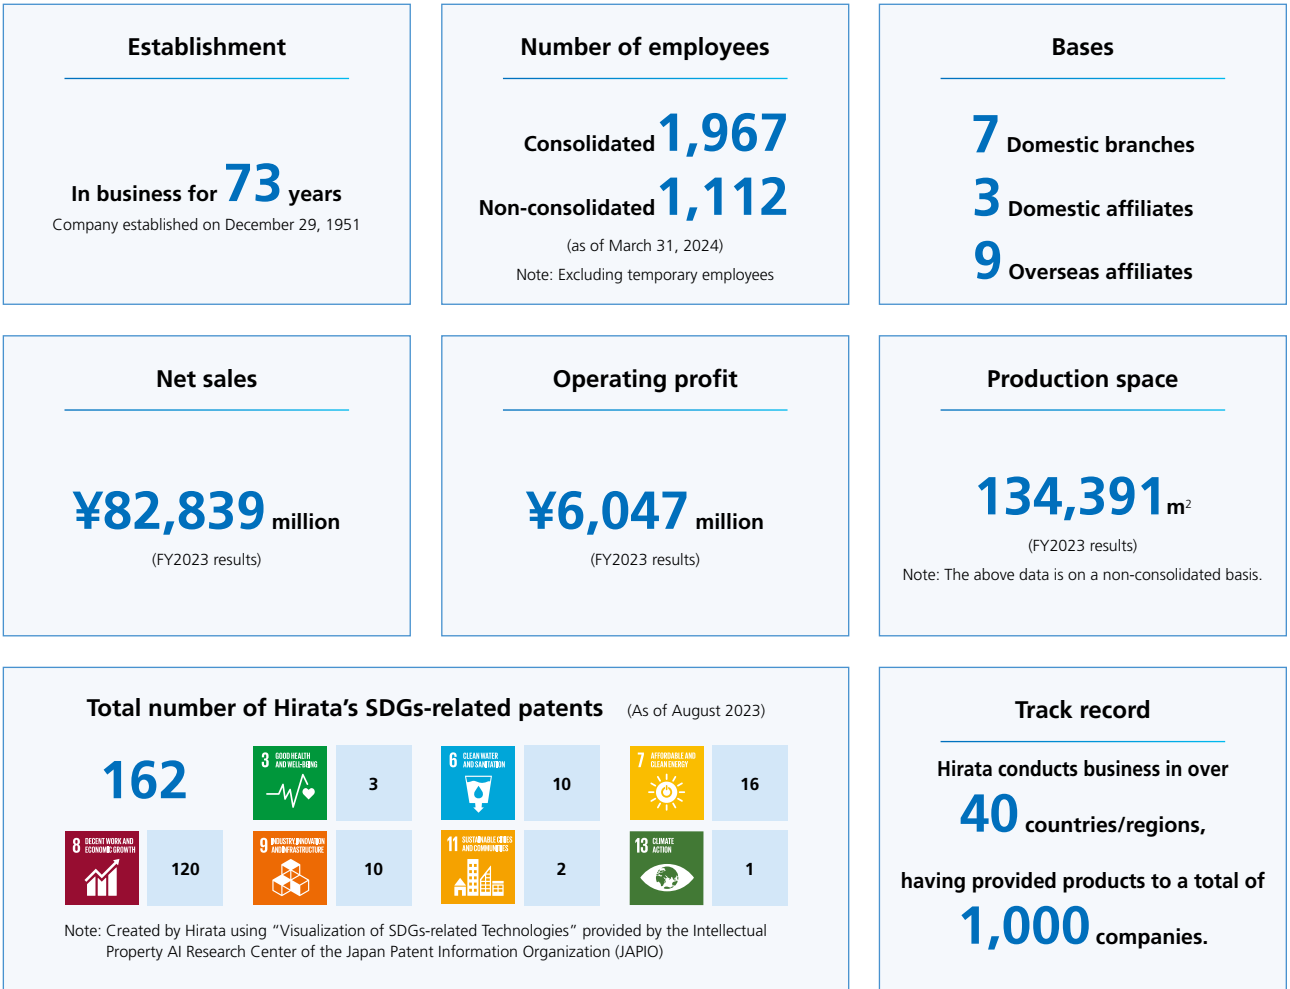 Establishment
In business for 73 years
Company established on December 29, 1951
Number of employees
Consolidated 1,967
Non-consolidated 1,112
(as of March 31, 2024)
Note: Excluding temporary employees
Bases
7 Domestic branches
3 Domestic affiliates
9 Overseas affiliates
Net sales
¥82,839 million
(FY2023 results)
Operating profit
¥6,047 million
(FY2023 results)
Production space
134,391 m²
(FY2023 results)
Note: The above data is on a non-consolidated basis.
Total number of Hirata’s SDGs-related patents (As of August 2023)
162
3 GOOD HEALTH
AND WELL-BEING
3
6 CLEAN WATER
AND SANITATION
10
7 AFFORDABLE AND
CLEAN ENERGY
16
8 DECENT WORK AND
ECONOMIC GROWTH
120
9 INDUSTRY, INNOVATION
AND INFRASTRUCTURE
10
11 SUSTAINABLE CITIES
AND COMMUNITIES
2
13 CLIMATE
ACTION
1
Note: Created by Hirata using “Visualization of SDGs-related Technologies” provided by the Intellectual
Property AI Research Center of the Japan Patent Information Organization (JAPIO)
Track record
Hirata conducts business in over
40 countries/regions,
having provided products to a total of
1,000 companies.